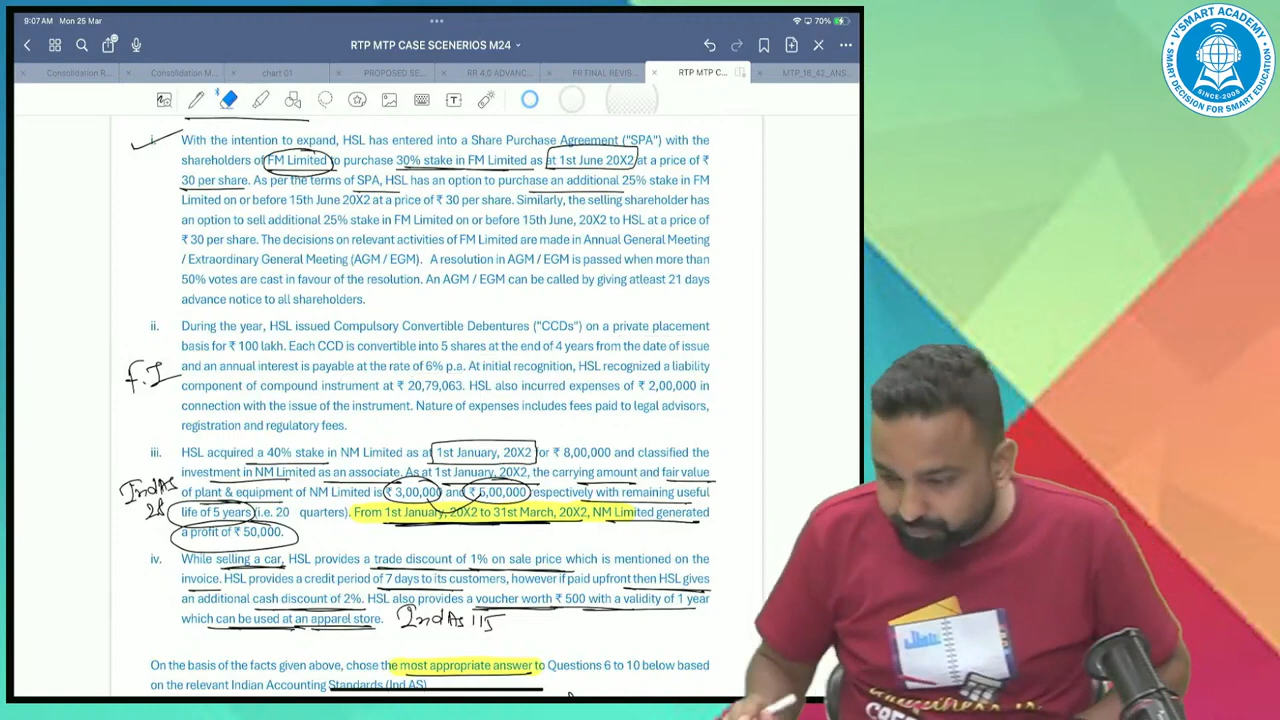 9:07 AM Mon 25 Mar
70%
RTP MTP CASE SCENERIOS M24
Consolidation R...
Consolidation M...
chart 01
PROPOSED SE...
RR 4.0 ADVANC...
FR FINAL REVIS...
RTP MTP C...
MTP_18_42_ANS...
i. With the intention to expand, HSL has entered into a Share Purchase Agreement ("SPA") with the
shareholders of FM Limited to purchase 30% stake in FM Limited as at 1st June 20X2 at a price of ₹
30 per share. As per the terms of SPA, HSL has an option to purchase an additional 25% stake in FM
Limited on or before 15th June 20X2 at a price of ₹ 30 per share. Similarly, the selling shareholder has
an option to sell additional 25% stake in FM Limited on or before 15th June, 20X2 to HSL at a price of
₹ 30 per share. The decisions on relevant activities of FM Limited are made in Annual General Meeting
/ Extraordinary General Meeting (AGM / EGM). A resolution in AGM / EGM is passed when more than
50% votes are cast in favour of the resolution. An AGM / EGM can be called by giving atleast 21 days
advance notice to all shareholders.
ii. During the year, HSL issued Compulsory Convertible Debentures ("CCDs") on a private placement
basis for ₹ 100 lakh. Each CCD is convertible into 5 shares at the end of 4 years from the date of issue
and an annual interest is payable at the rate of 6% p.a. At initial recognition, HSL recognized a liability
F.I
component of compound instrument at ₹ 20,79,063. HSL also incurred expenses of ₹ 2,00,000 in
connection with the issue of the instrument. Nature of expenses includes fees paid to legal advisors,
registration and regulatory fees.
iii. HSL acquired a 40% stake in NM Limited as at 1st January, 20X2 for ₹ 8,00,000 and classified the
investment in NM Limited as an associate. As at 1st January, 20X2, the carrying amount and fair value
of plant & equipment of NM Limited is ₹ 3,00,000 and ₹ 5,00,000 respectively with remaining useful
Ind AS
28
life of 5 years (i.e. 20 quarters). From 1st January, 20X2 to 31st March, 20X2, NM Limited generated
a profit of ₹ 50,000.
iv. While selling a car, HSL provides a trade discount of 1% on sale price which is mentioned on the
invoice. HSL provides a credit period of 7 days to its customers, however if paid upfront then HSL gives
an additional cash discount of 2%. HSL also provides a voucher worth ₹ 500 with a validity of 1 year
which can be used at an apparel store. Ind AS 115
On the basis of the facts given above, chose the most appropriate answer to Questions 6 to 10 below based
on the relevant Indian Accounting Standards (Ind AS)
V'SMART ACADEMY
SINCE-2005
SMART DECISION FOR SMART EDUCATION